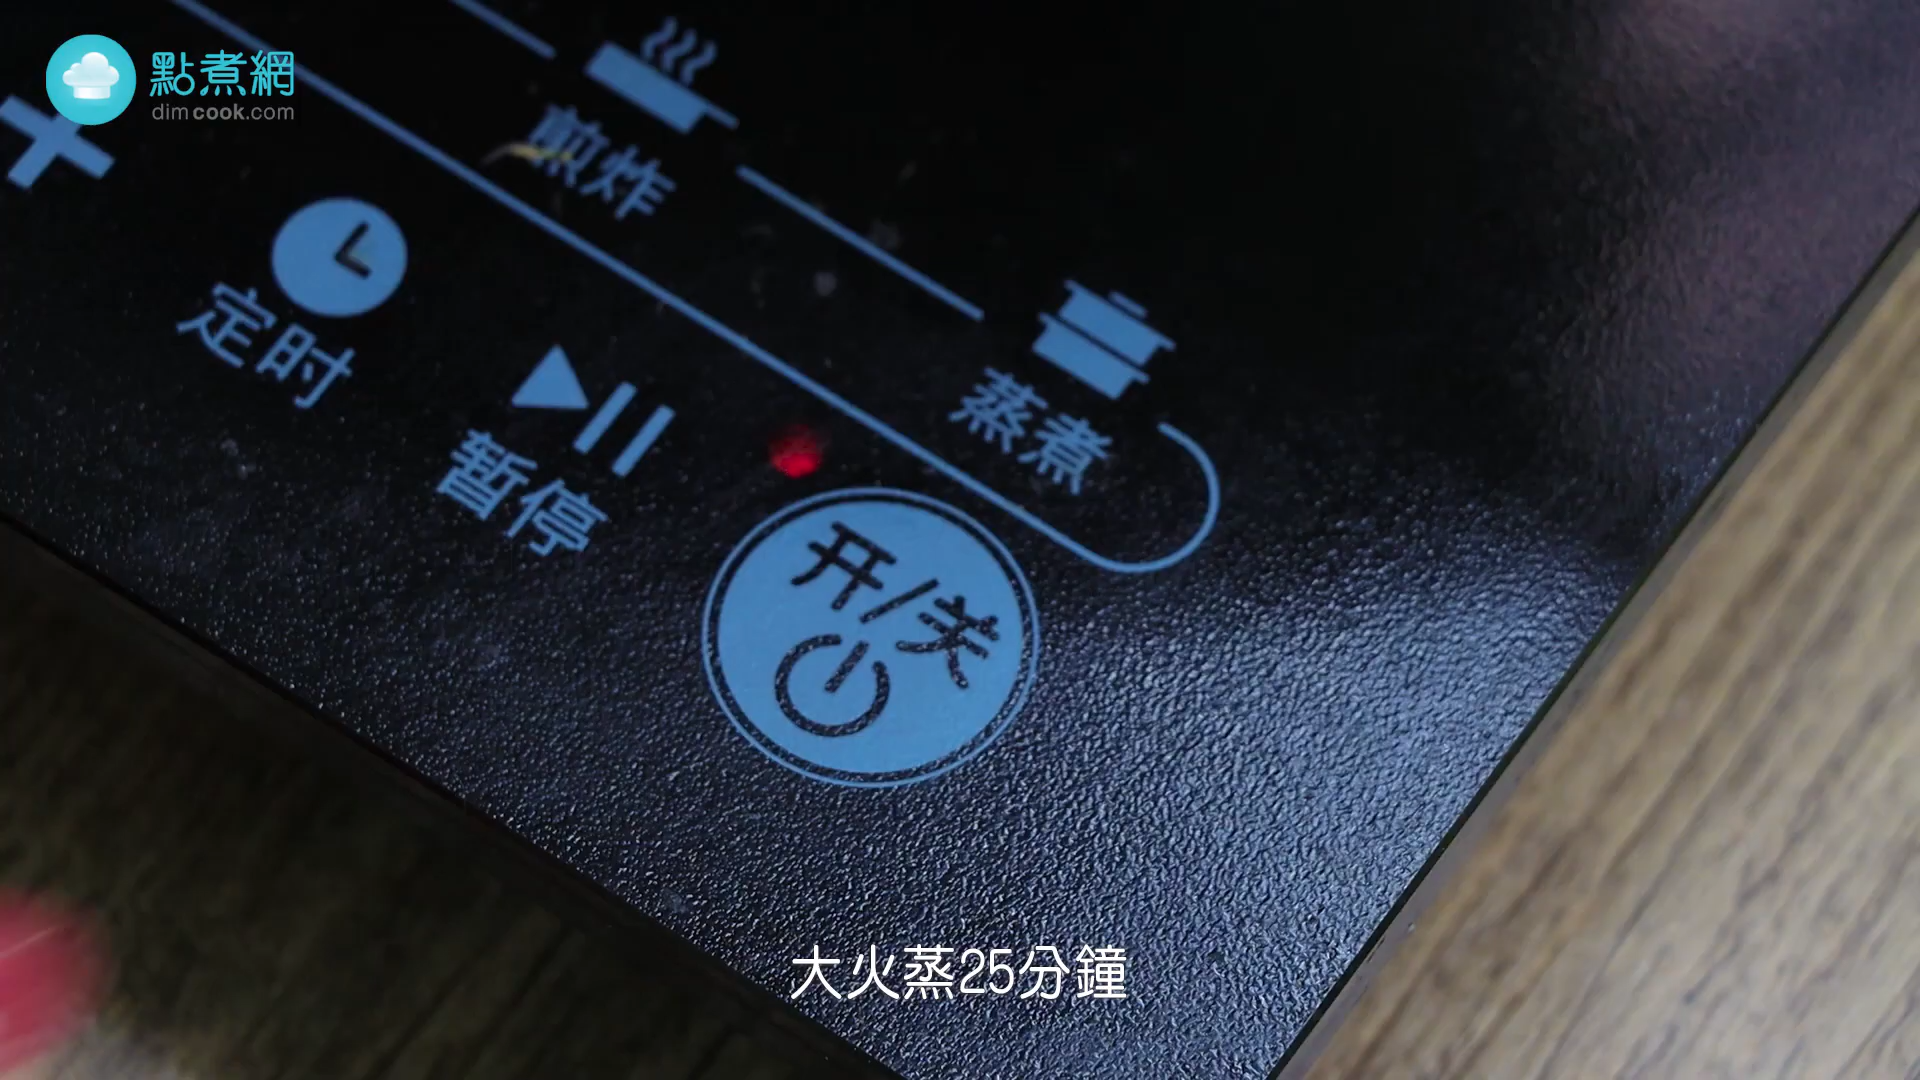 點煮網
dimcook.com
煎炸
定时
蒸煮
暂停
开/关
大火蒸25分鐘